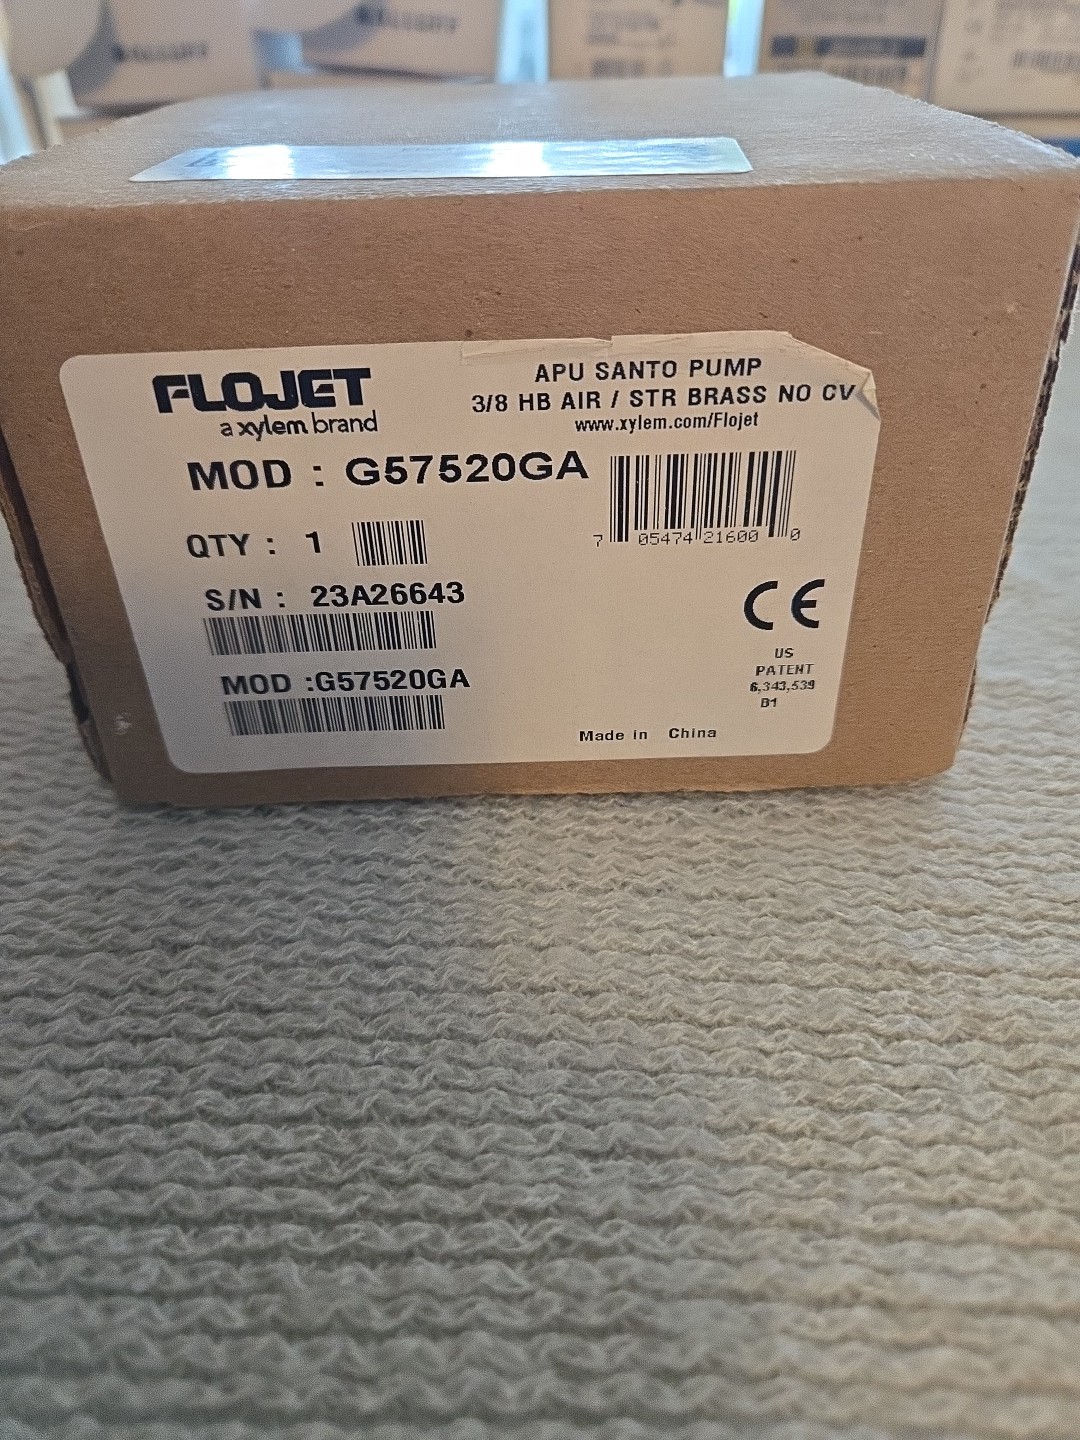 FLOJET
a xylem brand
APU SANTO PUMP
3/8 HB AIR / STR BRASS NO CV
www.xylem.com/Flojet
MOD : G57520GA
7 05474 21600 0
QTY : 1
S/N : 23A26643
CE
MOD :G57520GA
US
PATENT
6,343,539
B1
Made in China